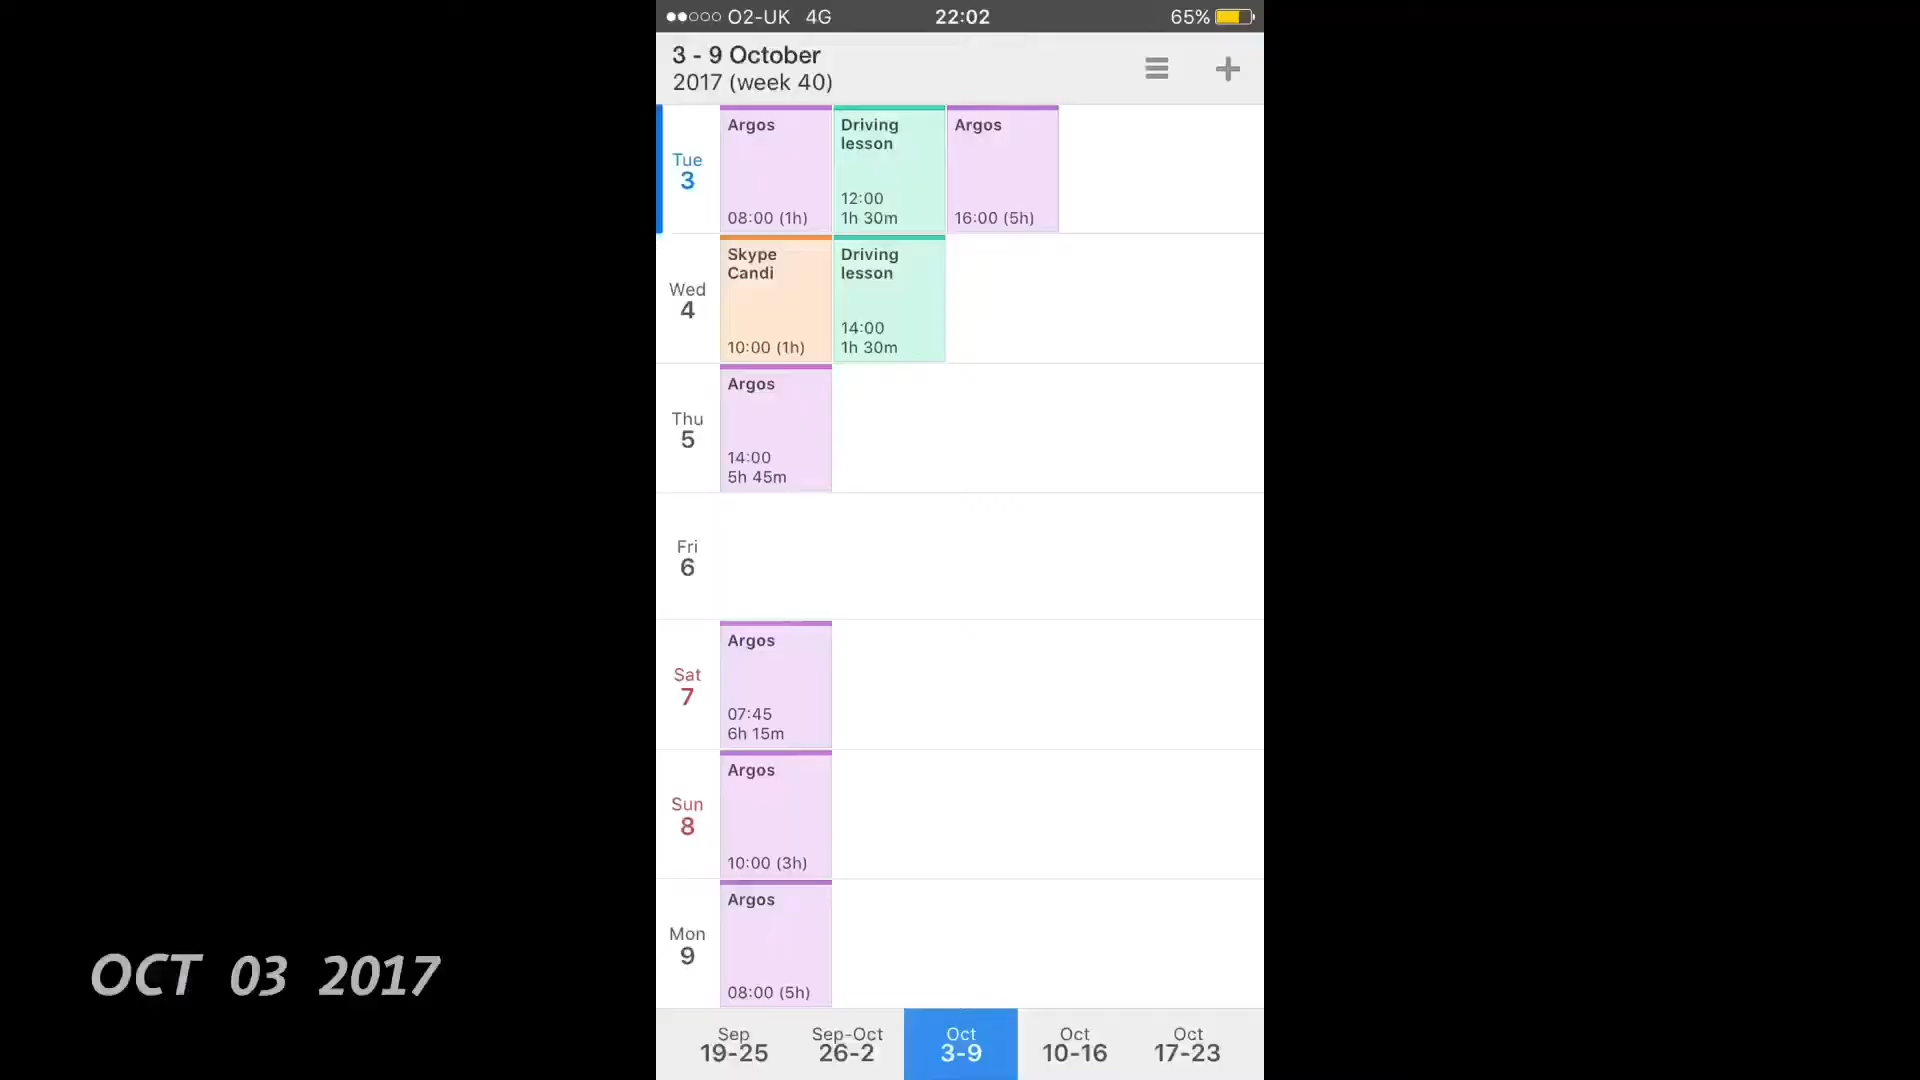 O2-UK 4G 22:02 65%
3 - 9 October
2017 (week 40)
Tue
3
Argos
08:00 (1h)
Driving
lesson
12:00
1h 30m
Argos
16:00 (5h)
Wed
4
Skype
Candi
10:00 (1h)
Driving
lesson
14:00
1h 30m
Thu
5
Argos
14:00
5h 45m
Fri
6
Sat
7
Argos
07:45
6h 15m
Sun
8
Argos
10:00 (3h)
Mon
9
Argos
08:00 (5h)
OCT 03 2017
Sep
19-25
Sep-Oct
26-2
Oct
3-9
Oct
10-16
Oct
17-23